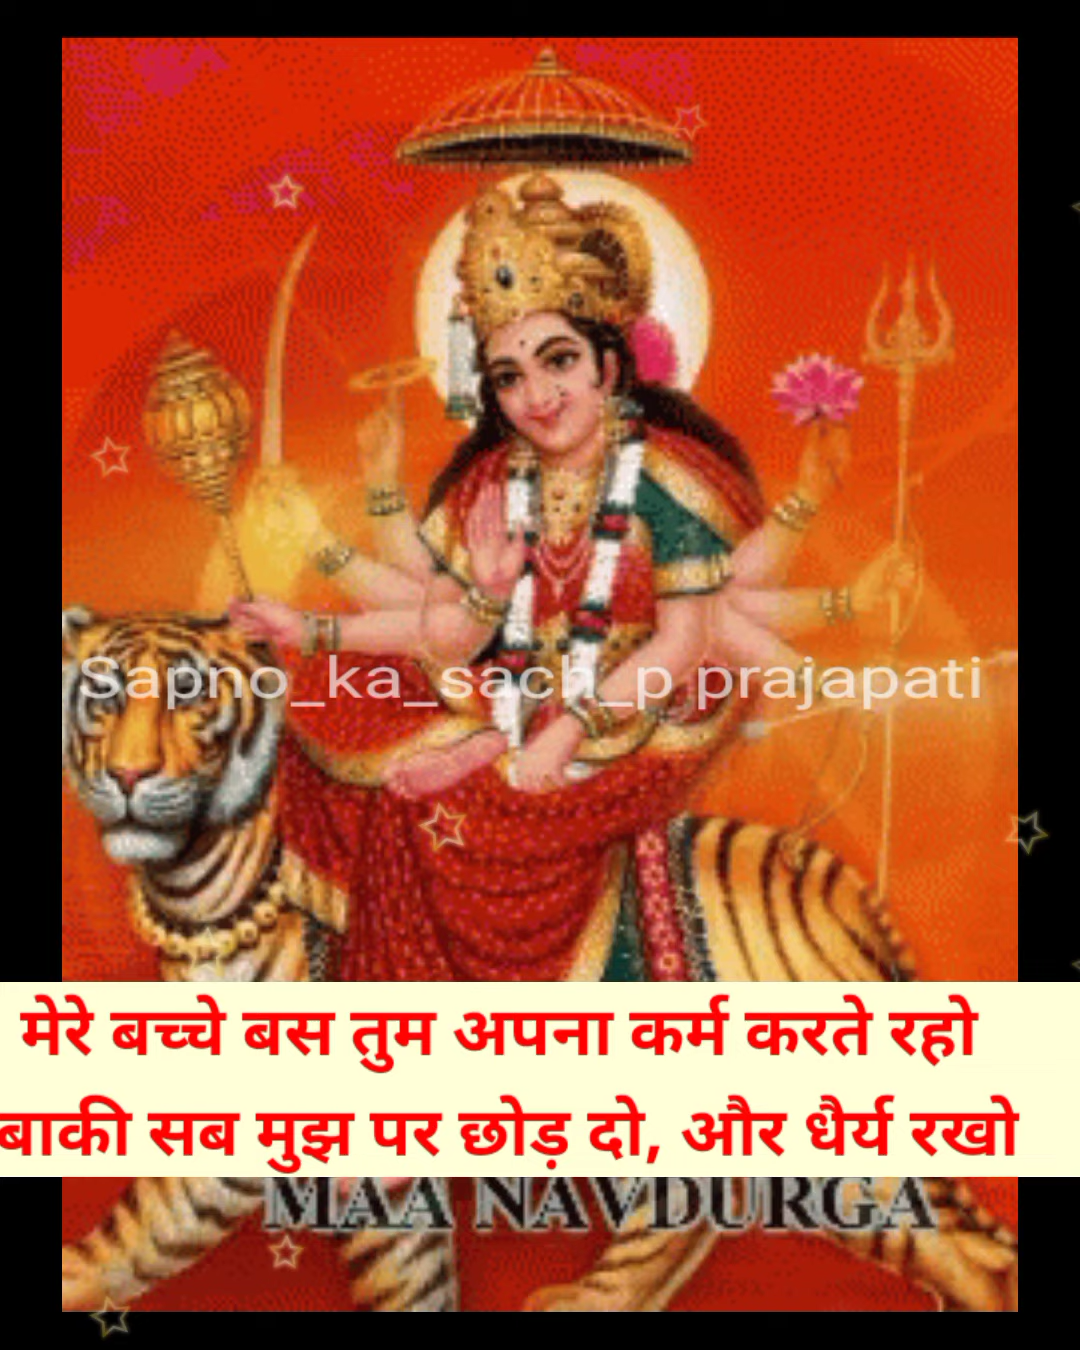 Sapno_ka_sach_p prajapati
मेरे बच्चे बस तुम अपना कर्म करते रहो
बाकी सब मुझ पर छोड़ दो, और धैर्य रखो
MAA NAVDURGA